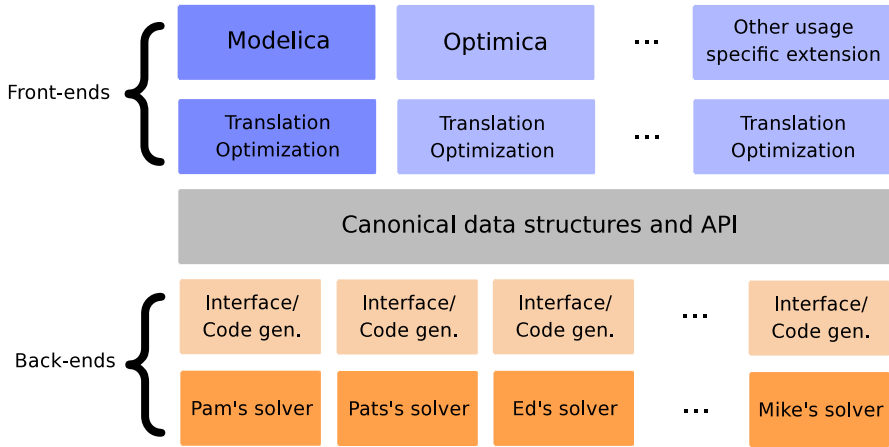 Modelica
Optimica
...
Other usage
specific extension
Front-ends
Translation
Optimization
Translation
Optimization
...
Translation
Optimization
Canonical data structures and API
Interface/
Code gen.
Interface/
Code gen.
Interface/
Code gen.
...
Interface/
Code gen.
Back-ends
Pam's solver
Pats's solver
Ed's solver
...
Mike's solver